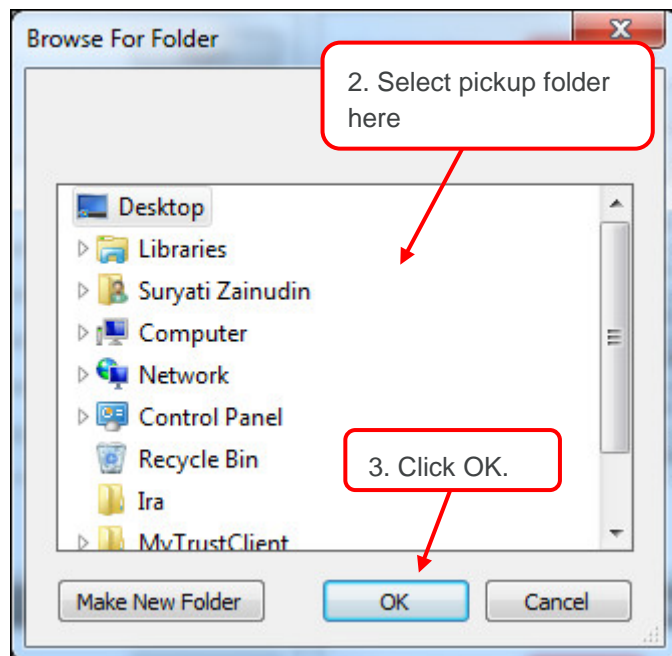 Browse For Folder
2. Select pickup folder
here
Desktop
Libraries
Suryati Zainudin
Computer
Network
Control Panel
Recycle Bin
3. Click OK.
Ira
MyTrustClient
Make New Folder
OK
Cancel